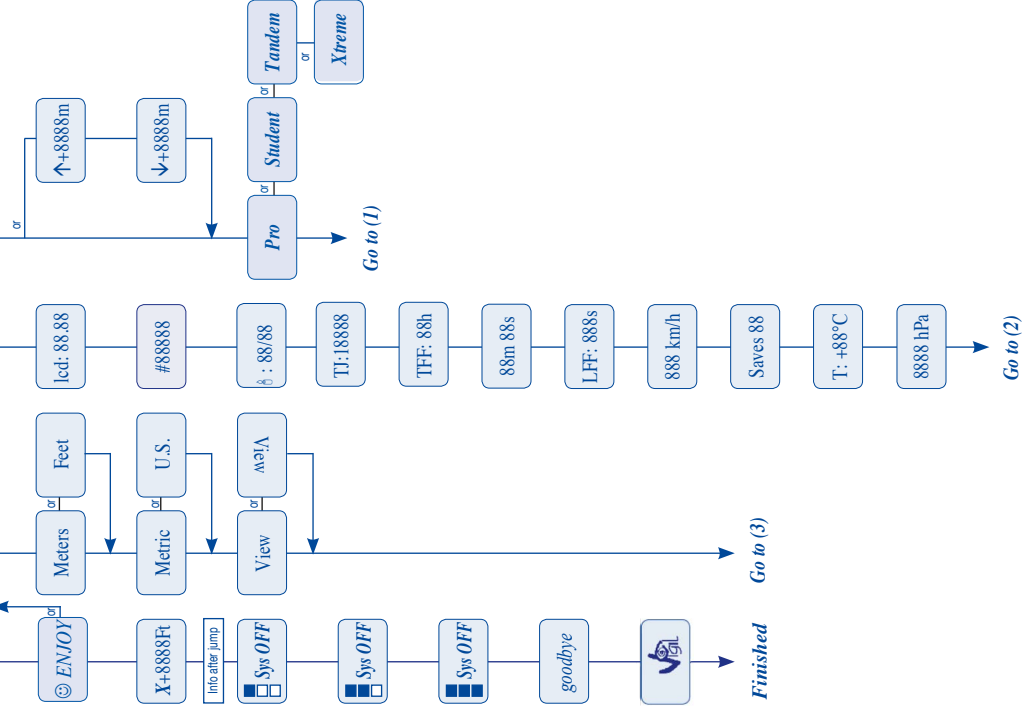 or
↑+8888m
↓+8888m
Pro
or
Student
or
Tandem
or
Xtreme
Go to (1)
lcd: 88.88
#88888
: 88/88
TJ:18888
TFF: 88h
88m 88s
LFF: 888s
888 km/h
Saves 88
T: +88°C
8888 hPa
Go to (2)
Meters
or
Feet
Metric
or
U.S.
View
or
View
Go to (3)
☺ ENJOY
or
X+8888Ft
Info after jump
■□□ Sys OFF
■■□ Sys OFF
■■■ Sys OFF
goodbye
Vigil
Finished